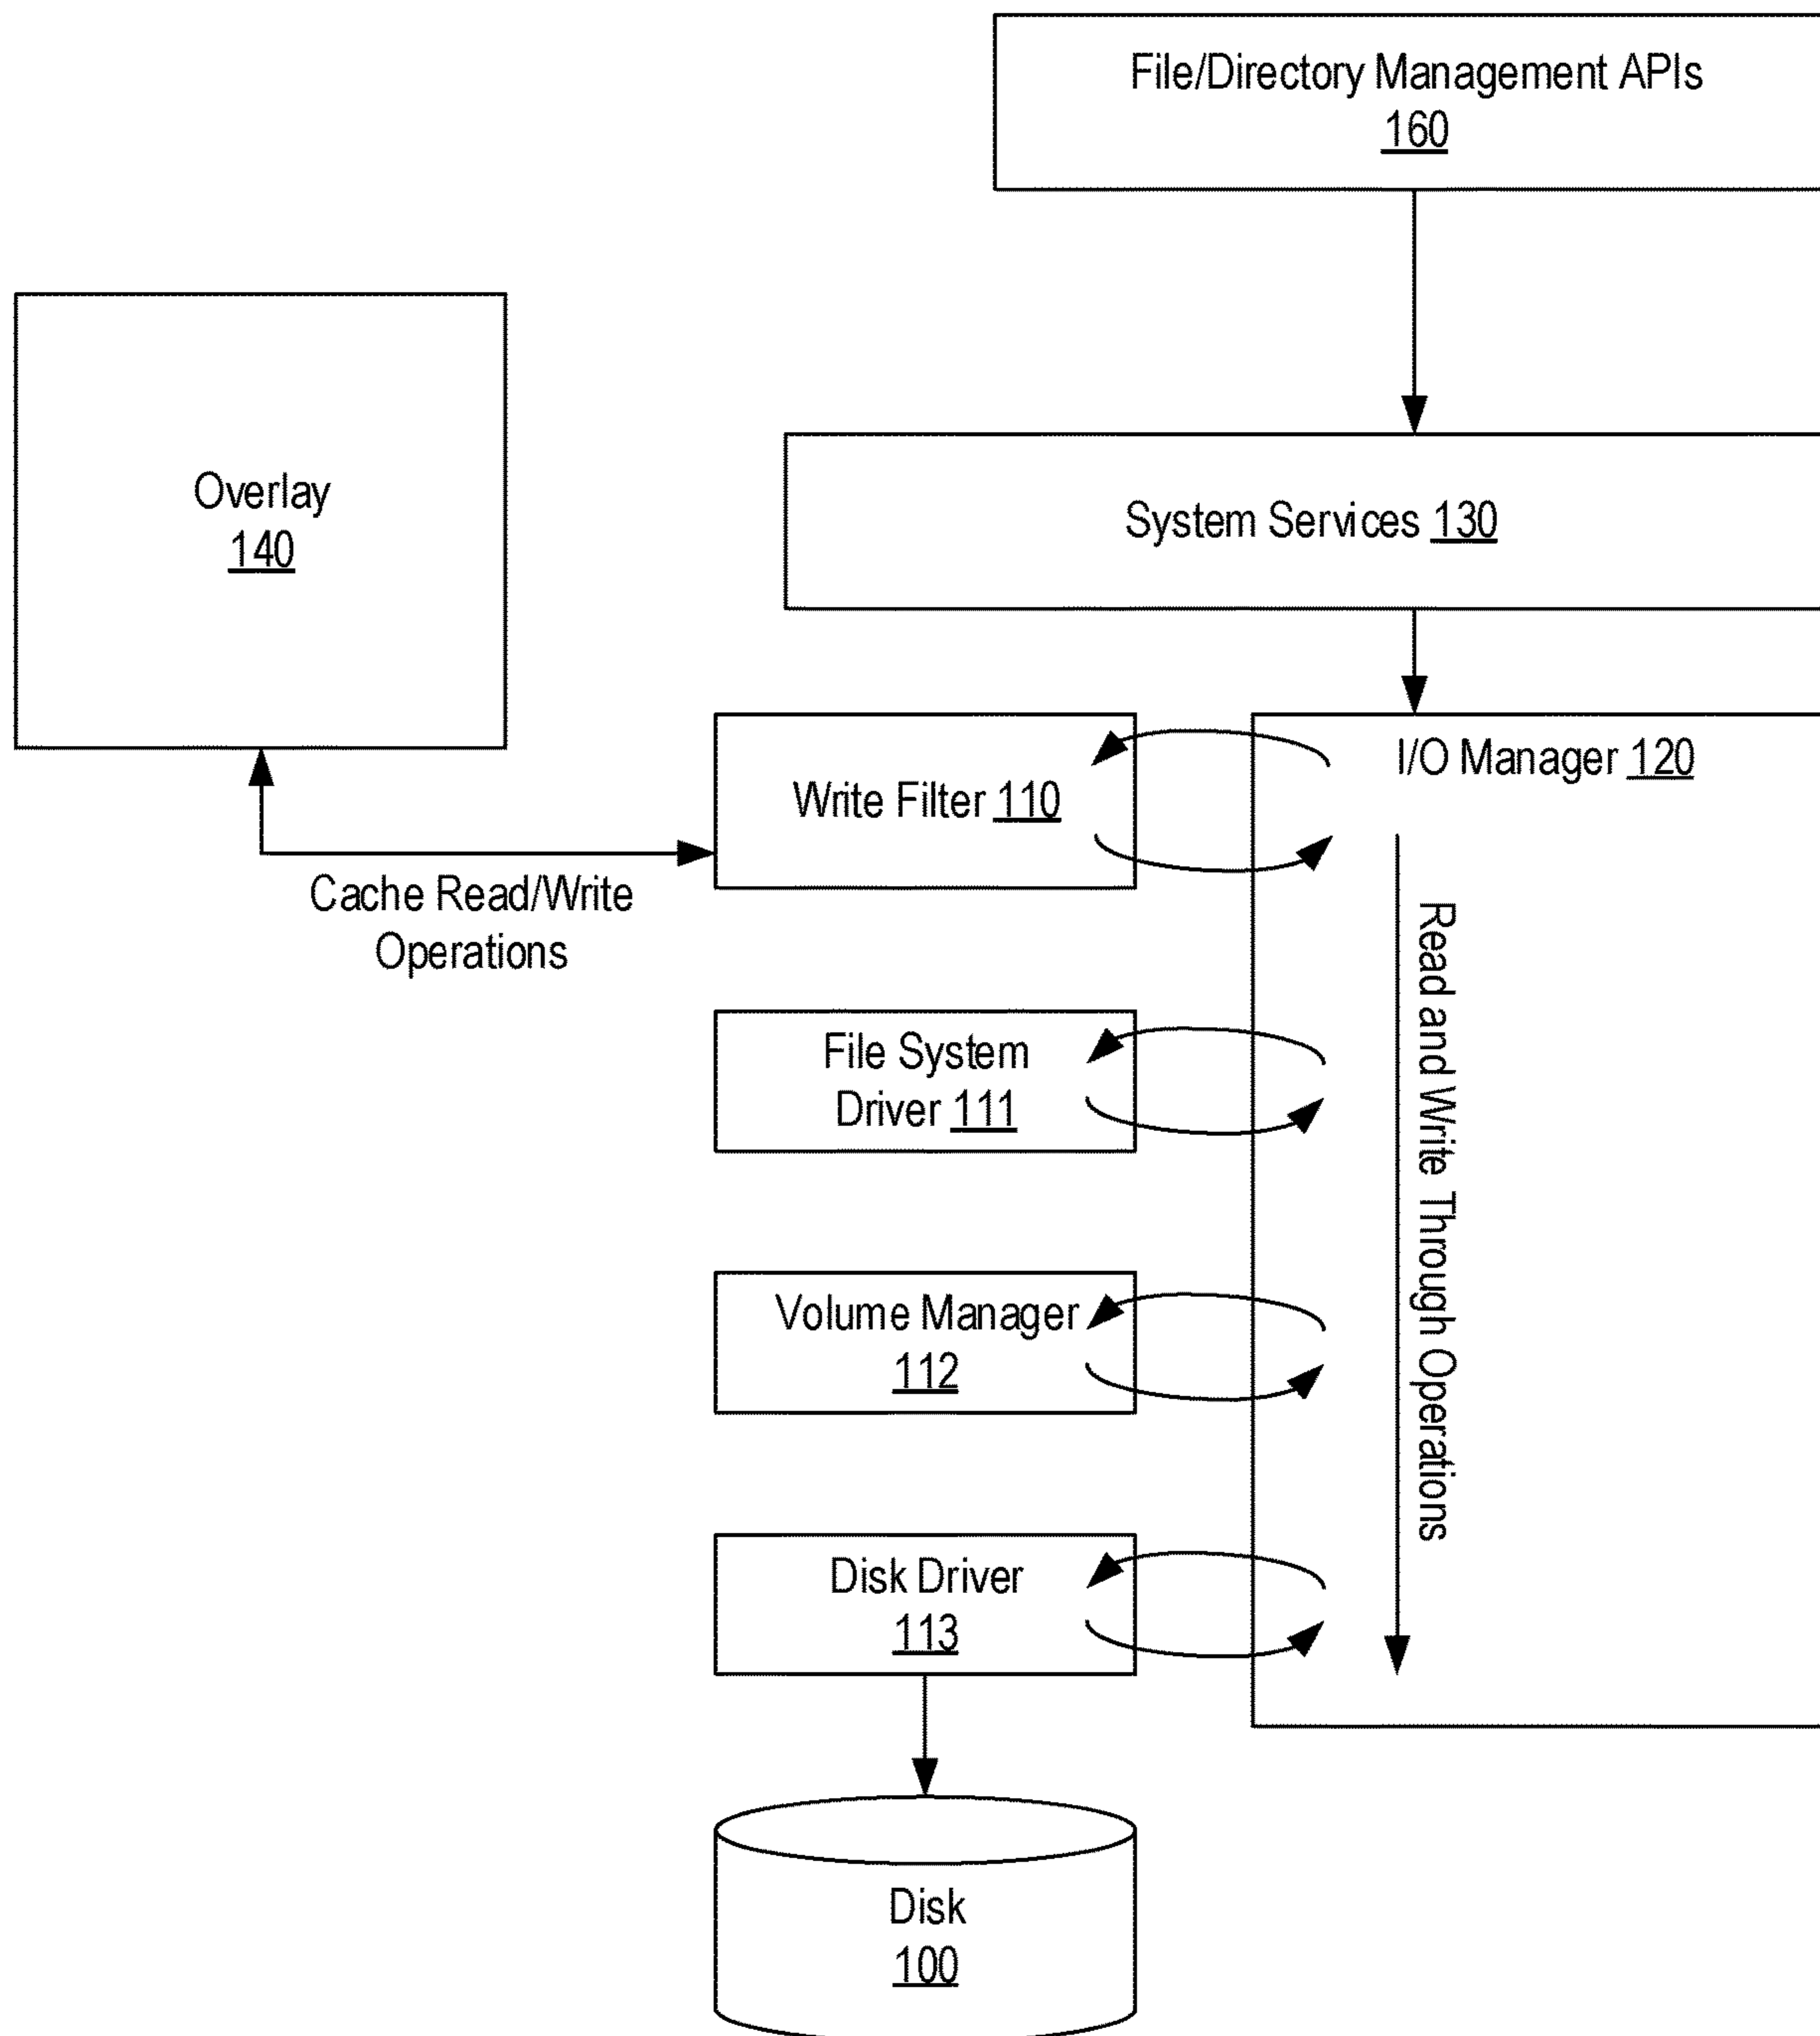 File/Directory Management APIs
160
Overlay
140
System Services 130
I/O Manager 120
Write Filter 110
Cache Read/Write
Operations
Read and Write Through Operations
File System
Driver 111
Volume Manager
112
Disk Driver
113
Disk
100